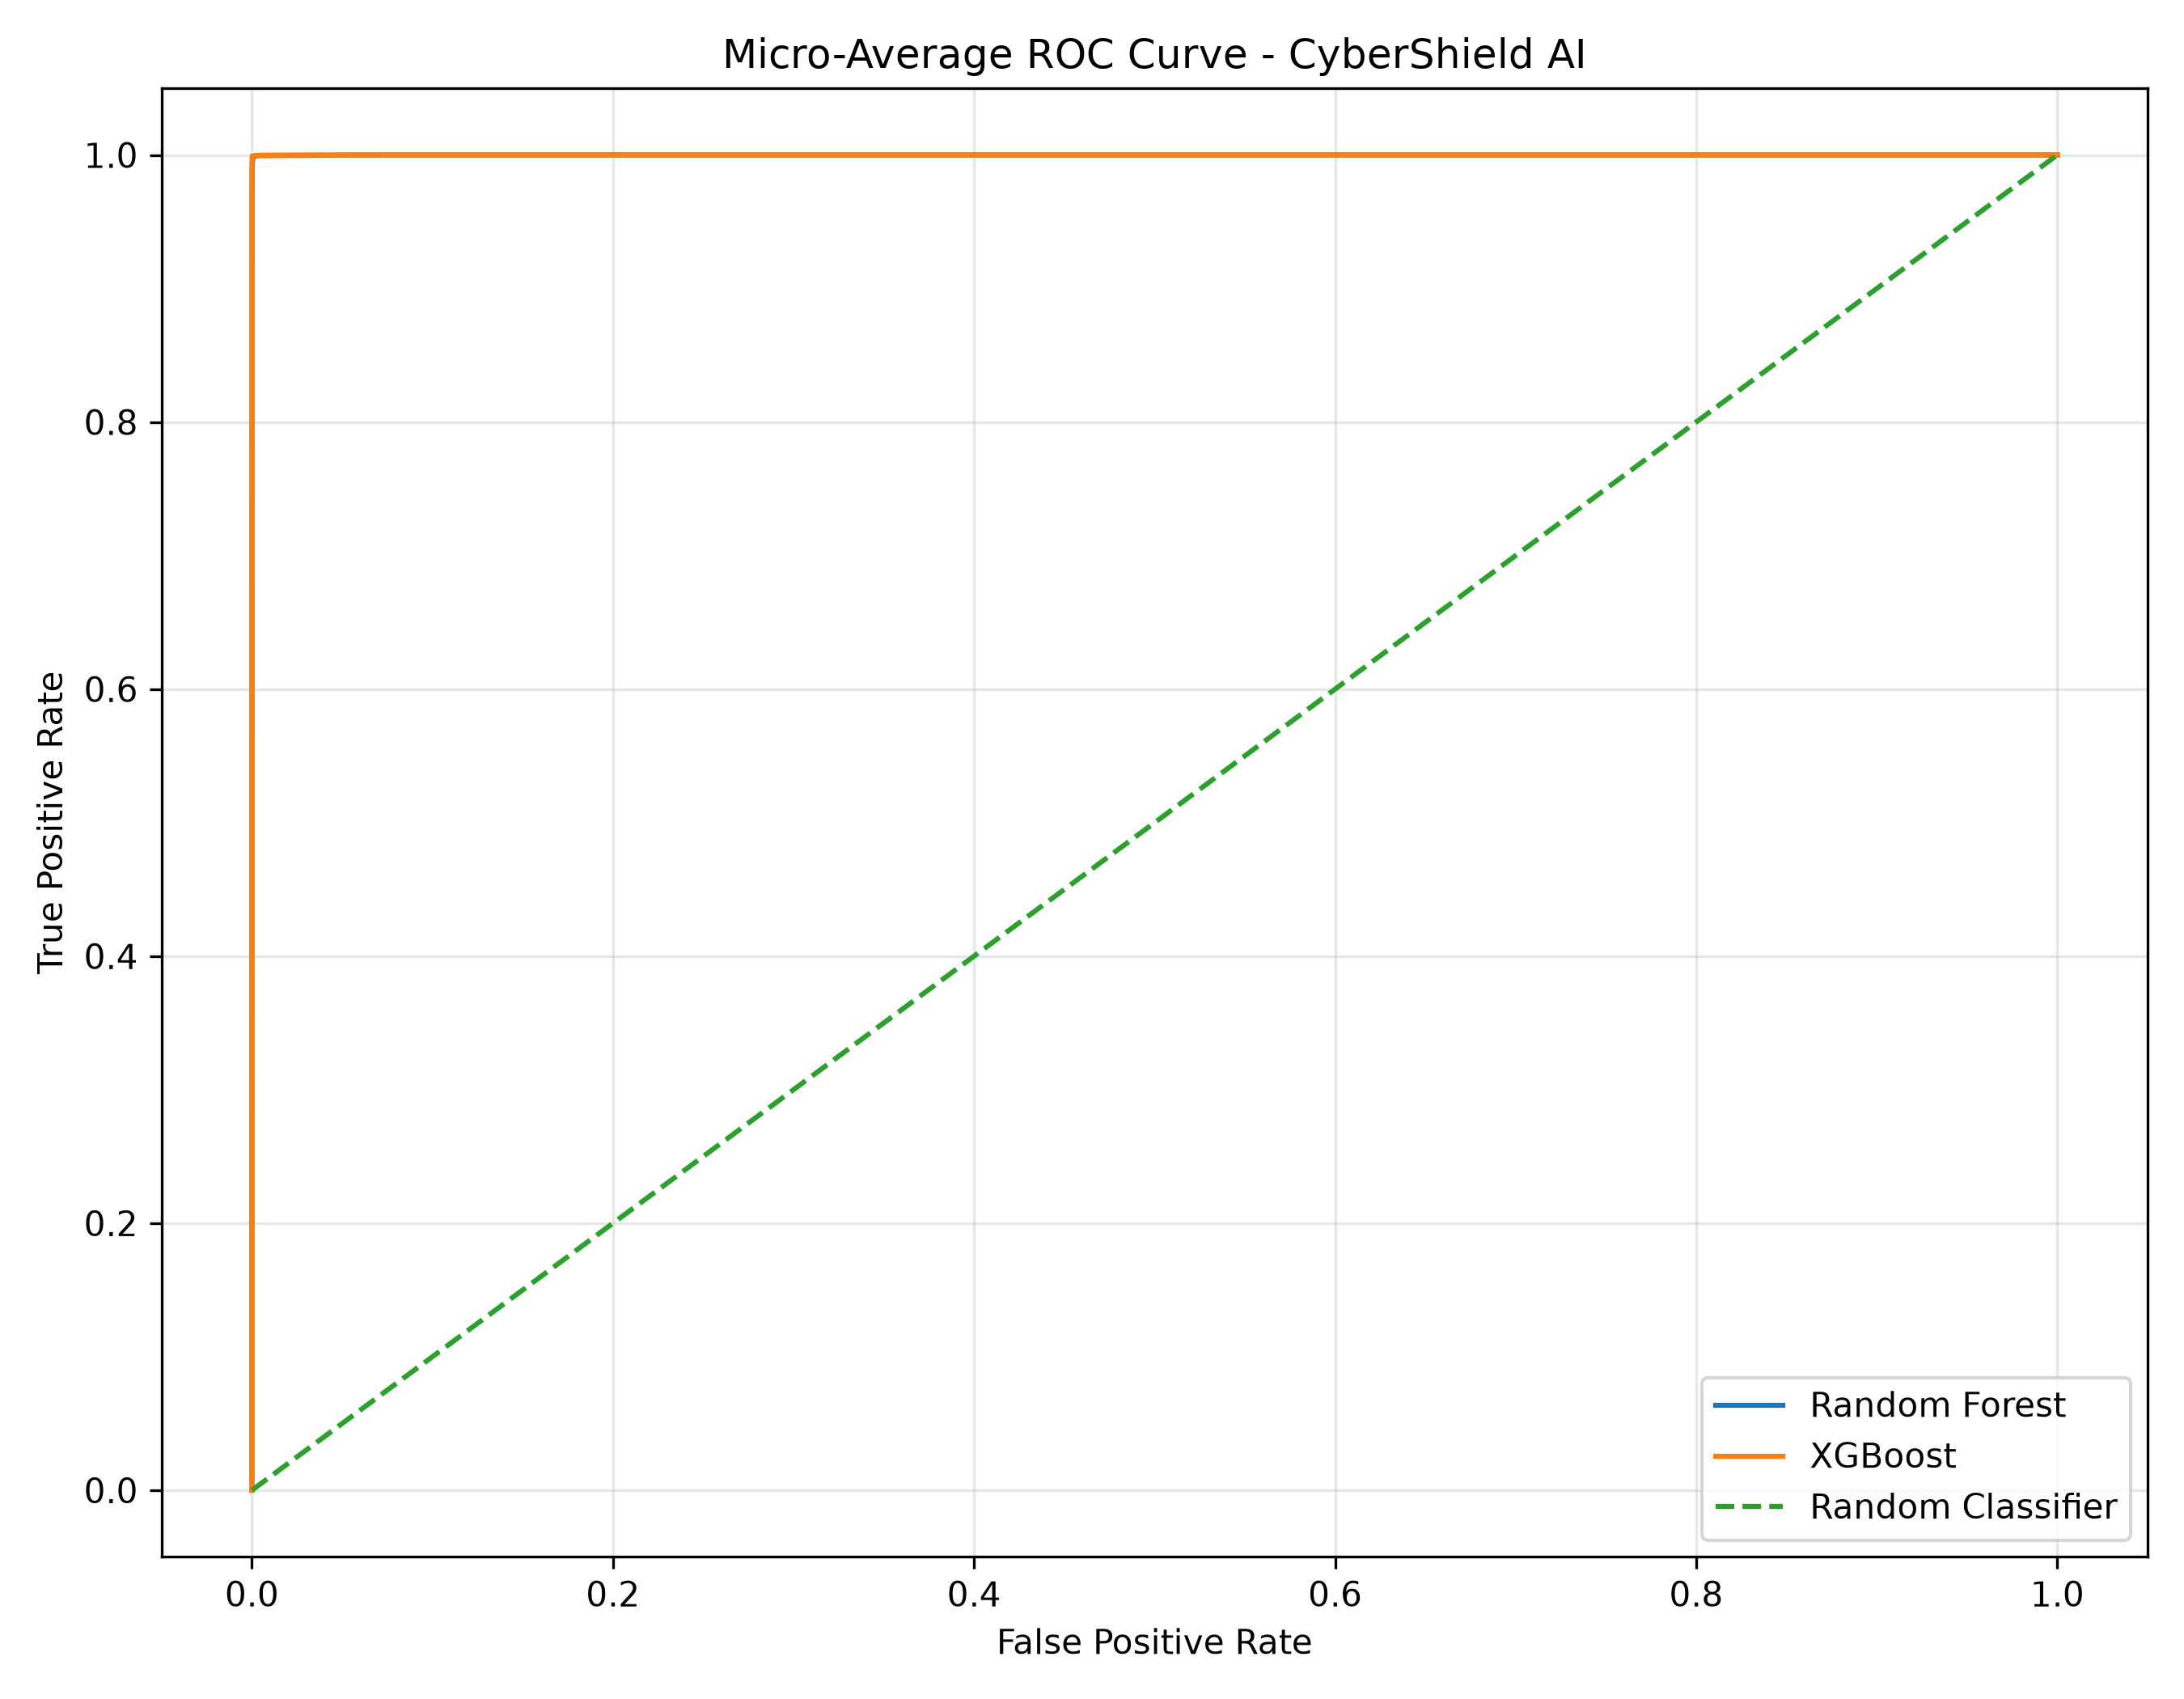 Micro-Average ROC Curve - CyberShield AI
True Positive Rate
1.0
0.8
0.6
0.4
0.2
0.0
0.0 0.2 0.4 0.6 0.8 1.0
False Positive Rate
Random Forest
XGBoost
Random Classifier